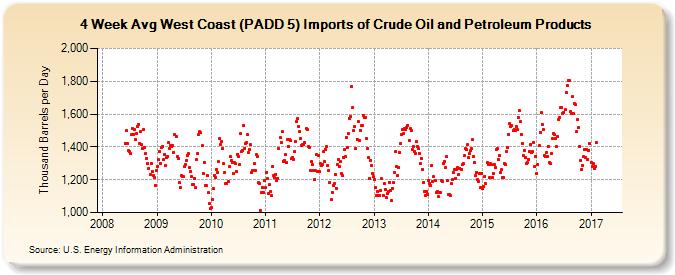 4 Week Avg West Coast (PADD 5) Imports of Crude Oil and Petroleum Products
Thousand Barrels per Day
2,000
1,800
1,600
1,400
1,200
1,000
2008 2009 2010 2011 2012 2013 2014 2015 2016 2017
Source: U.S. Energy Information Administration